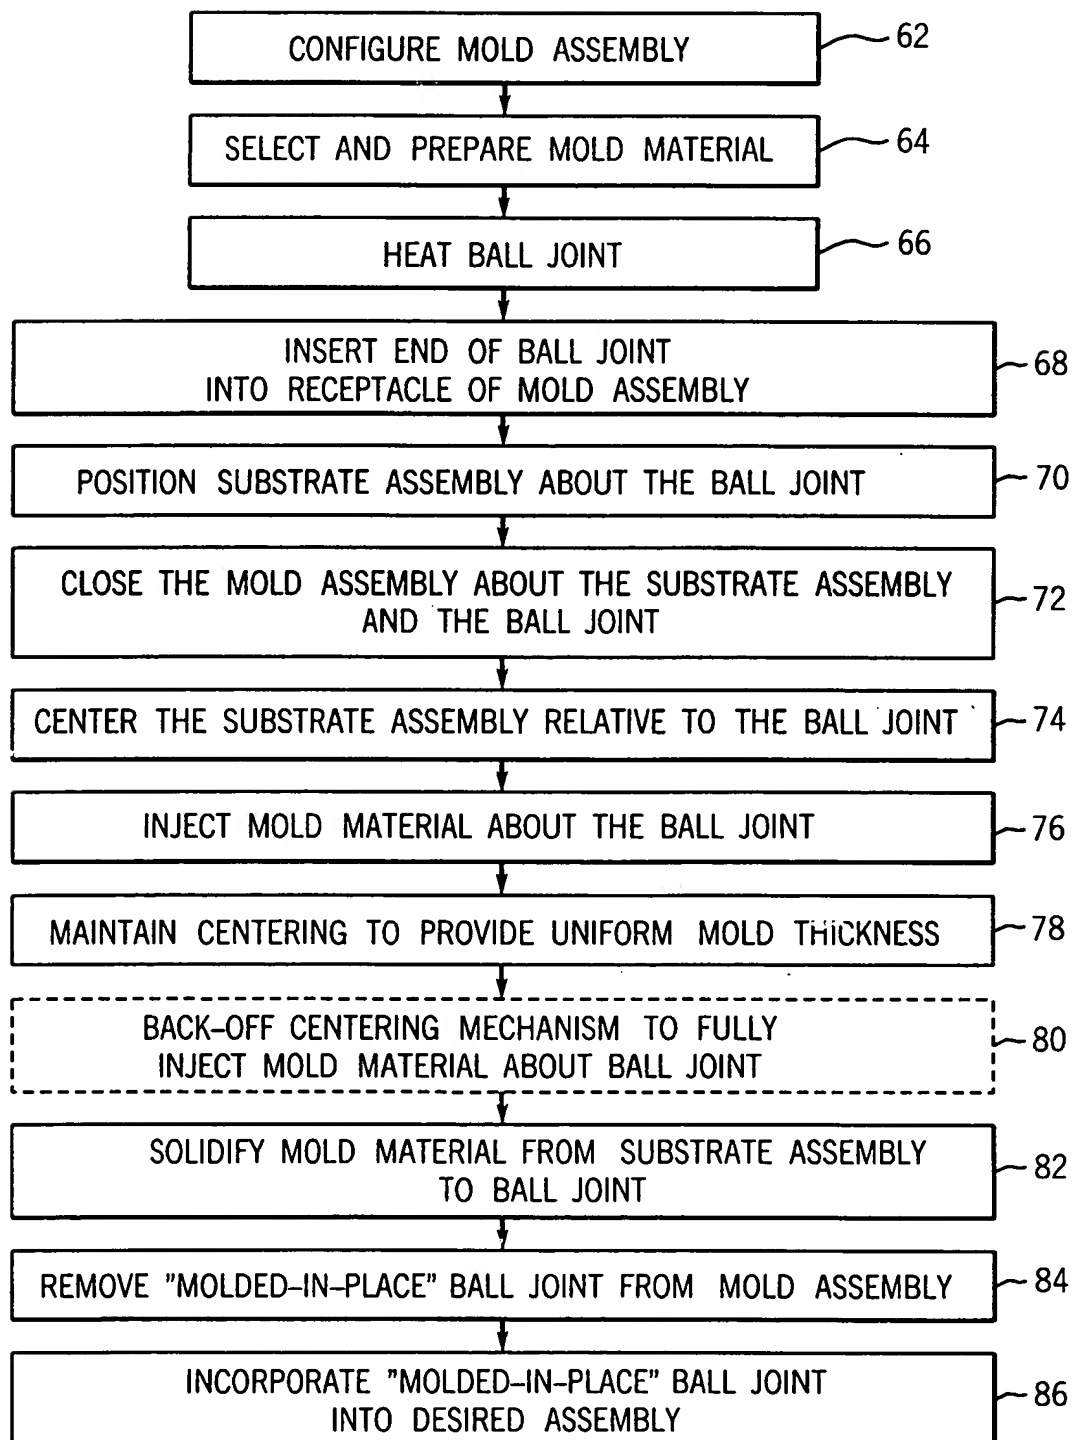 CONFIGURE MOLD ASSEMBLY 62
SELECT AND PREPARE MOLD MATERIAL 64
HEAT BALL JOINT 66
INSERT END OF BALL JOINT
INTO RECEPTACLE OF MOLD ASSEMBLY 68
POSITION SUBSTRATE ASSEMBLY ABOUT THE BALL JOINT 70
CLOSE THE MOLD ASSEMBLY ABOUT THE SUBSTRATE ASSEMBLY
AND THE BALL JOINT 72
CENTER THE SUBSTRATE ASSEMBLY RELATIVE TO THE BALL JOINT 74
INJECT MOLD MATERIAL ABOUT THE BALL JOINT 76
MAINTAIN CENTERING TO PROVIDE UNIFORM MOLD THICKNESS 78
BACK-OFF CENTERING MECHANISM TO FULLY
INJECT MOLD MATERIAL ABOUT BALL JOINT 80
SOLIDIFY MOLD MATERIAL FROM SUBSTRATE ASSEMBLY
TO BALL JOINT 82
REMOVE "MOLDED-IN-PLACE" BALL JOINT FROM MOLD ASSEMBLY 84
INCORPORATE "MOLDED-IN-PLACE" BALL JOINT
INTO DESIRED ASSEMBLY 86